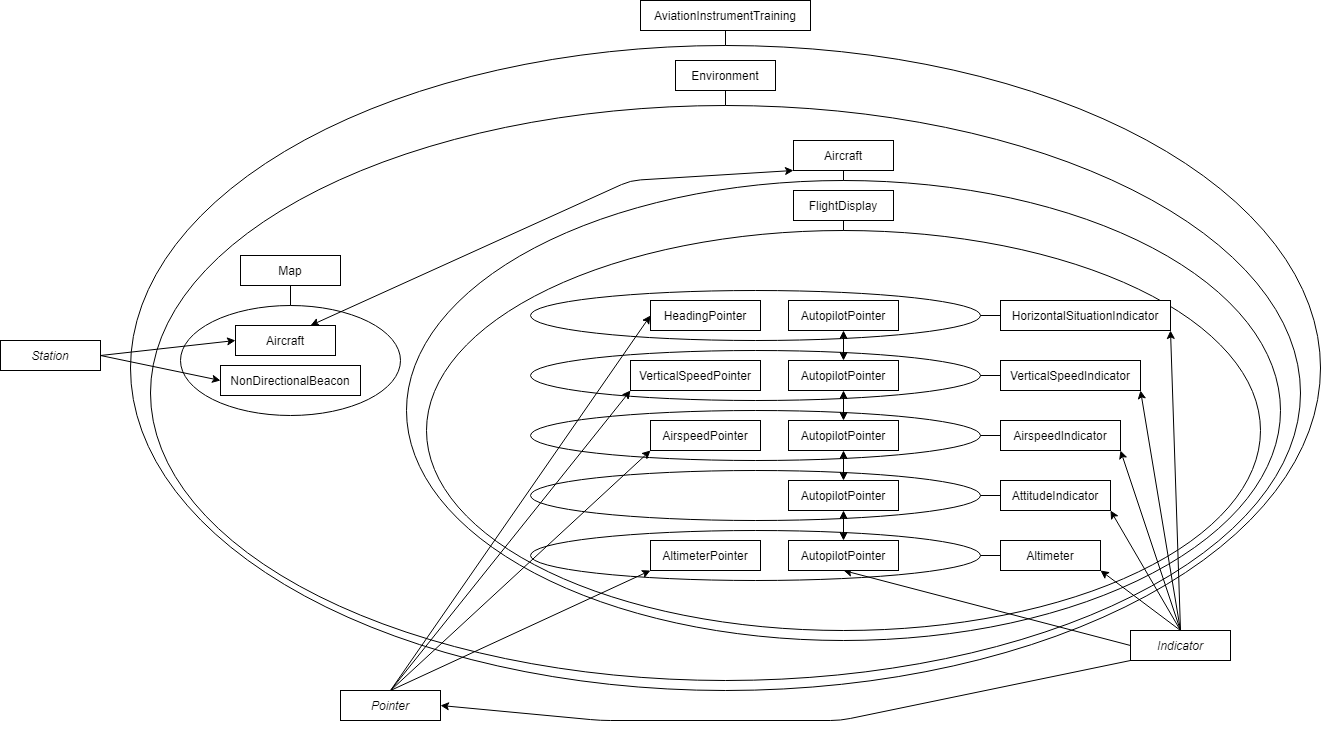 AviationInstrumentTraining
Environment
Aircraft
FlightDisplay
Map
Aircraft
NonDirectionalBeacon
Station
HeadingPointer
AutopilotPointer
HorizontalSituationIndicator
VerticalSpeedPointer
AutopilotPointer
VerticalSpeedIndicator
AirspeedPointer
AutopilotPointer
AirspeedIndicator
AutopilotPointer
AttitudeIndicator
AltimeterPointer
AutopilotPointer
Altimeter
Indicator
Pointer